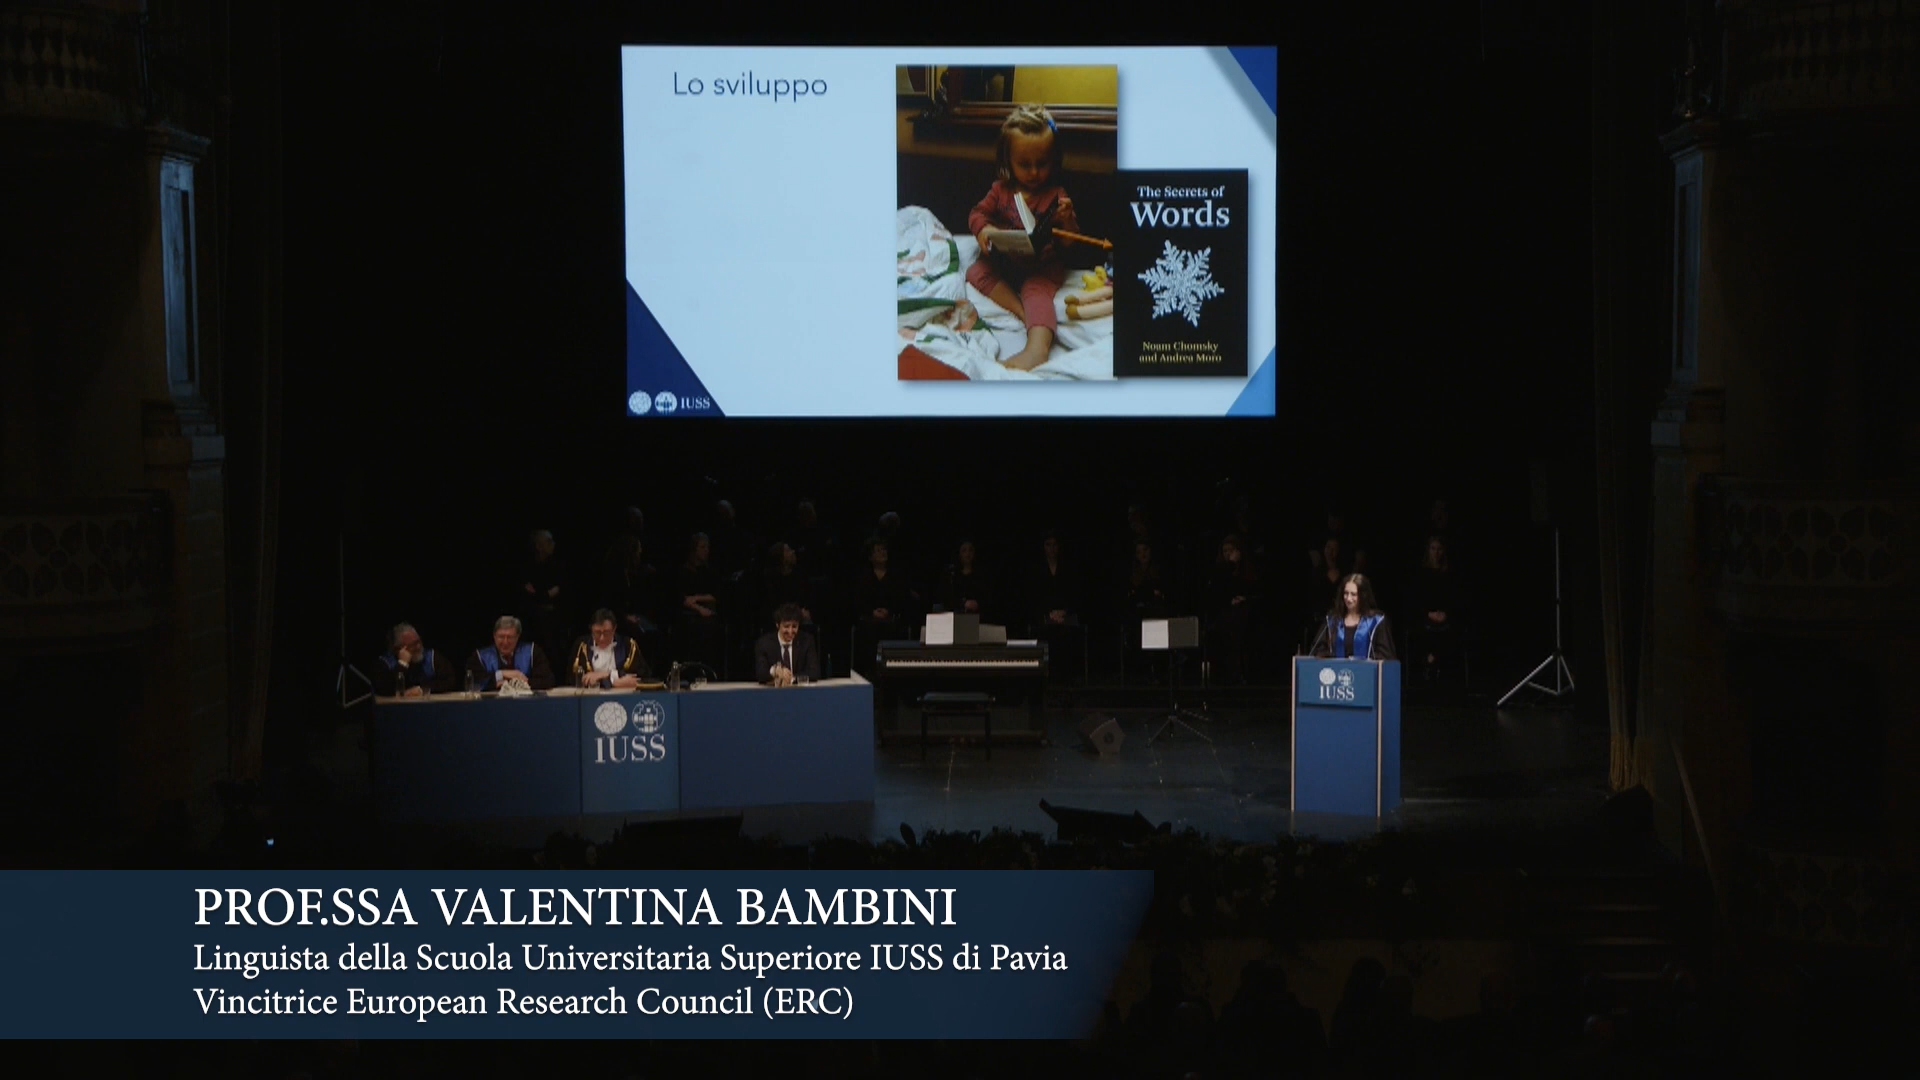 Lo sviluppo
The Secrets of
Words
Noam Chomsky
and Andrea Moro
IUSS
IUSS
IUSS
PROF.SSA VALENTINA BAMBINI
Linguista della Scuola Universitaria Superiore IUSS di Pavia
Vincitrice European Research Council (ERC)